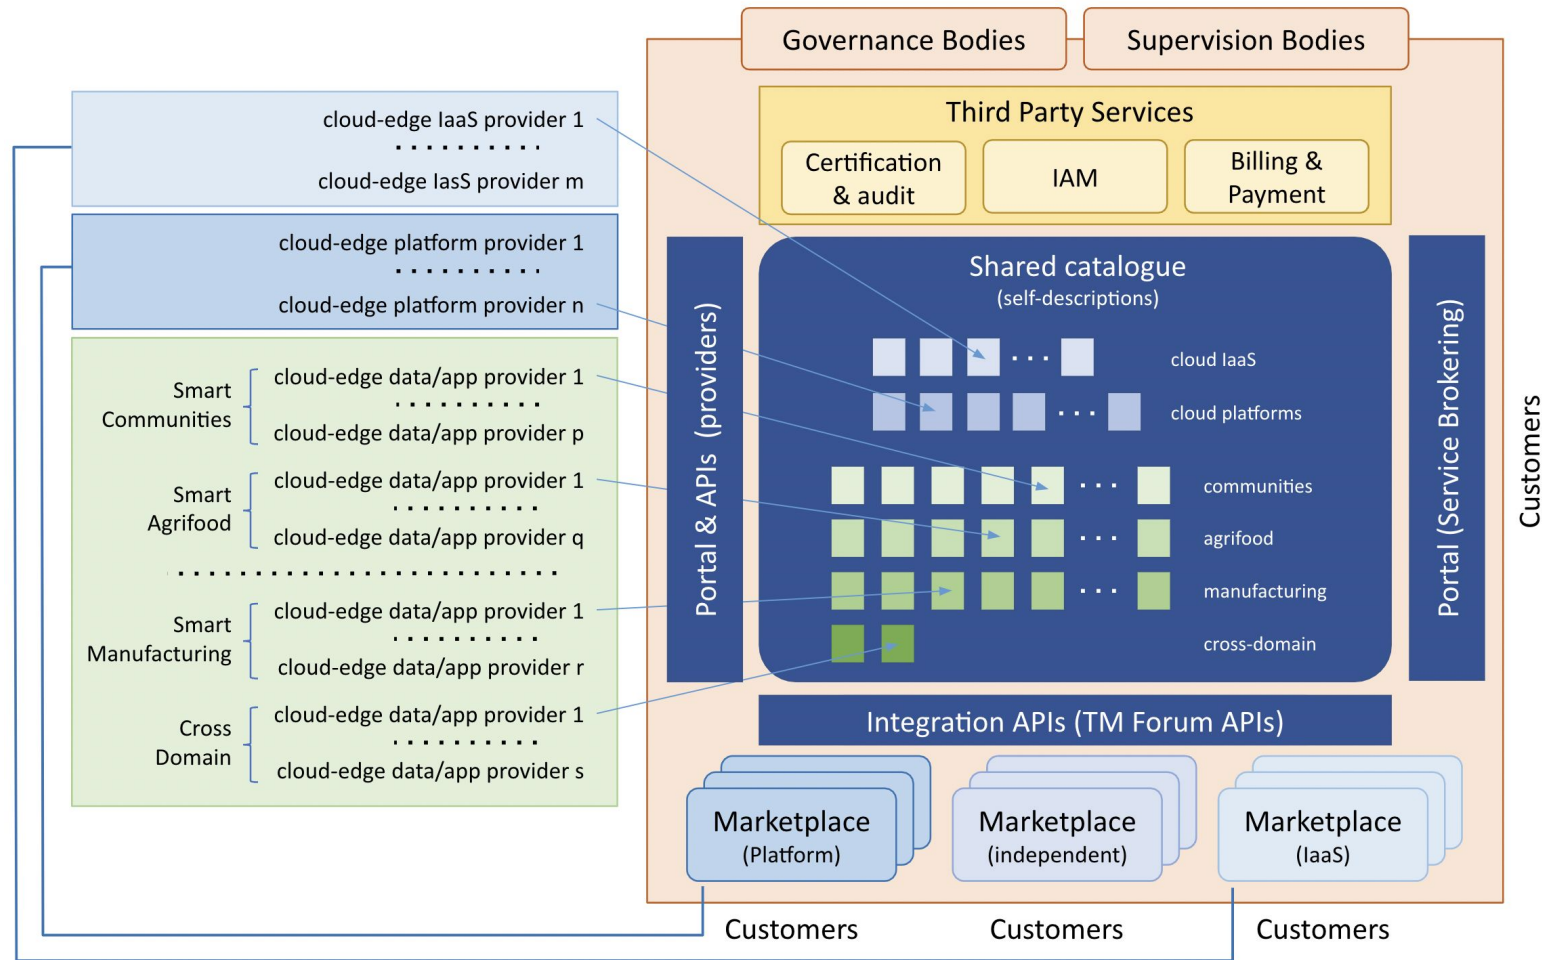 Governance Bodies
Supervision Bodies
cloud-edge IaaS provider 1
cloud-edge IasS provider m
cloud-edge platform provider 1
cloud-edge platform provider n
Smart
Communities
cloud-edge data/app provider 1
cloud-edge data/app provider p
Smart
Agrifood
cloud-edge data/app provider 1
cloud-edge data/app provider q
Smart
Manufacturing
cloud-edge data/app provider 1
cloud-edge data/app provider r
Cross
Domain
cloud-edge data/app provider 1
cloud-edge data/app provider s
Third Party Services
Certification
& audit
IAM
Billing &
Payment
Portal & APIs (providers)
Shared catalogue
(self-descriptions)
cloud IaaS
cloud platforms
communities
agrifood
manufacturing
cross-domain
Portal (Service Brokering)
Customers
Integration APIs (TM Forum APIs)
Marketplace
(Platform)
Marketplace
(independent)
Marketplace
(IaaS)
Customers
Customers
Customers